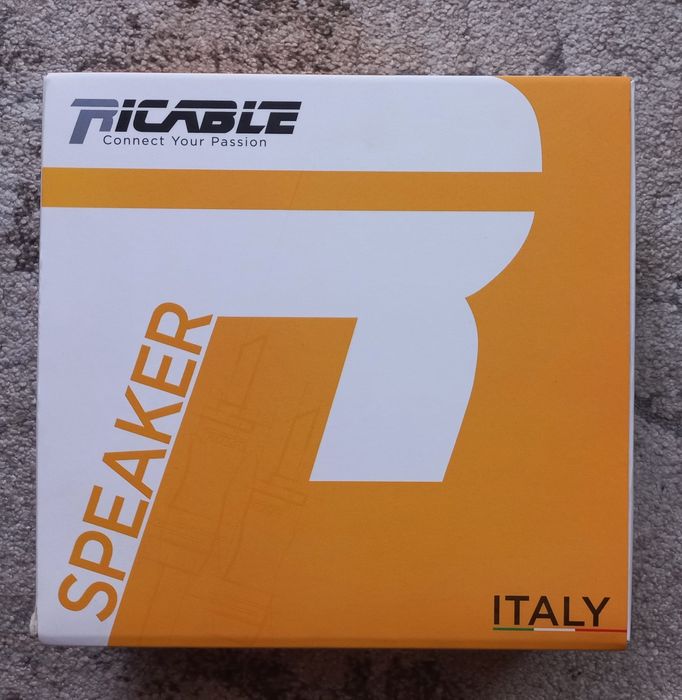 RICABLE
Connect Your Passion
SPEAKER
ITALY